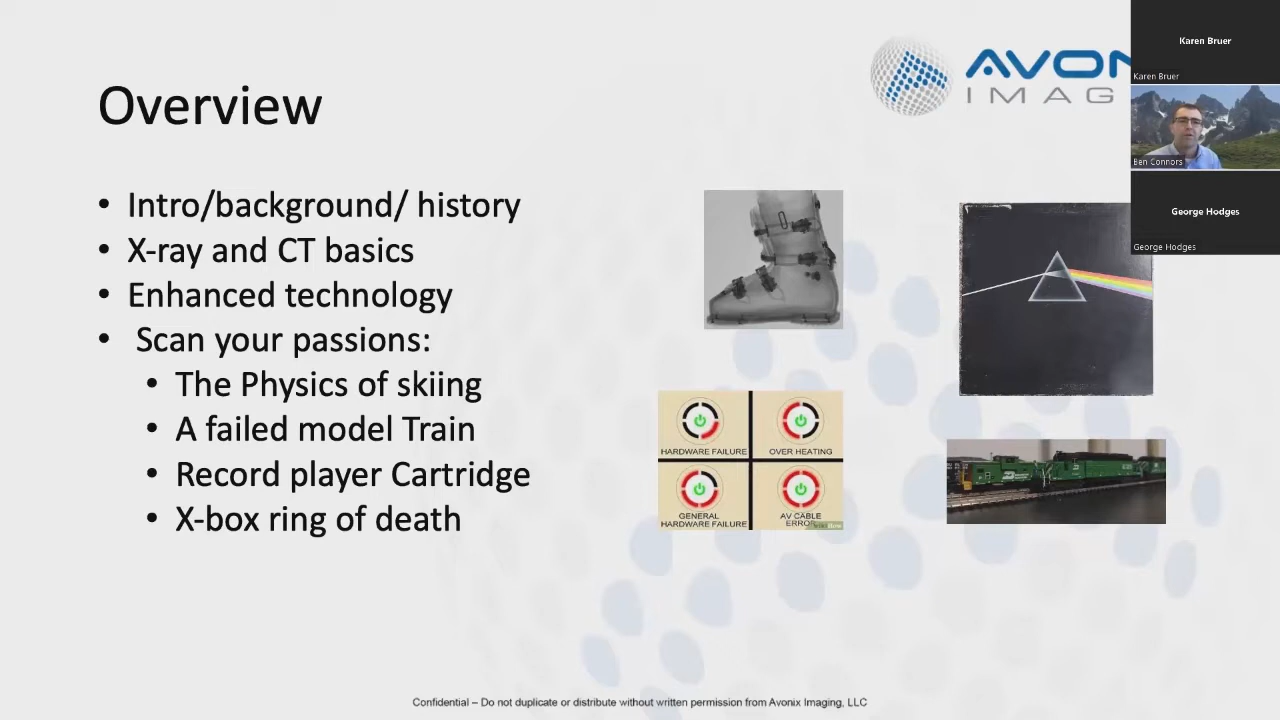 Overview
AVON
IMAG
• Intro/background/ history
• X-ray and CT basics
• Enhanced technology
• Scan your passions:
• The Physics of skiing
• A failed model Train
• Record player Cartridge
• X-box ring of death
HARDWARE FAILURE
OVER HEATING
GENERAL
HARDWARE FAILURE
AV CABLE
ERROR
Karen Bruer
Karen Bruer
Ben Connors
George Hodges
George Hodges
Confidential – Do not duplicate or distribute without written permission from Avonix Imaging, LLC